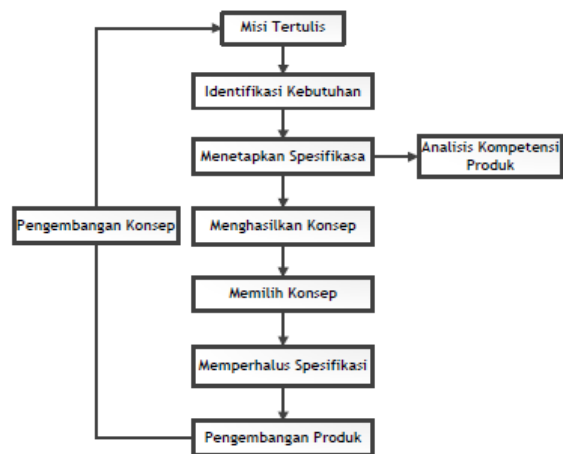 Misi Tertulis
Identifikasi Kebutuhan
Menetapkan Spesifikasa
Analisis Kompetensi
Produk
Pengembangan Konsep
Menghasilkan Konsep
Memilih Konsep
Memperhalus Spesifikasi
Pengembangan Produk